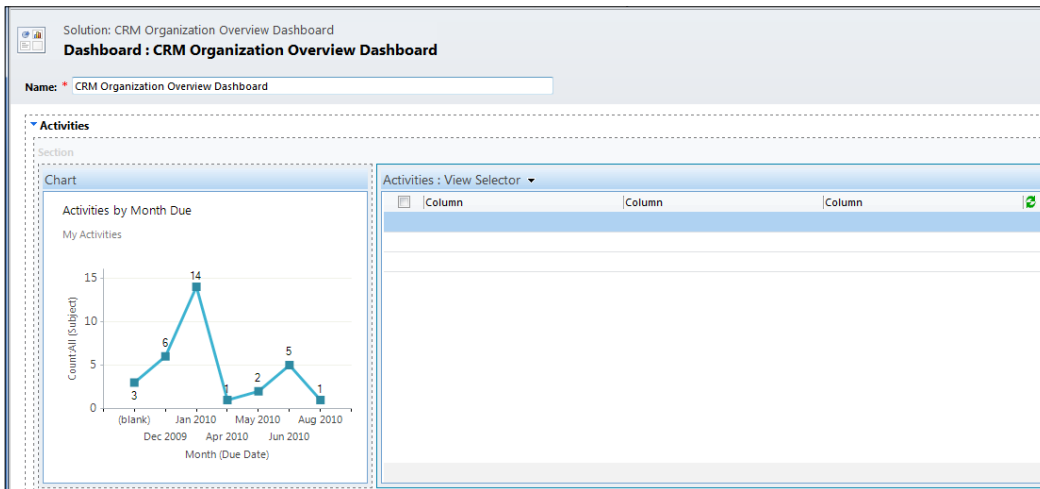 Solution: CRM Organization Overview Dashboard
Dashboard : CRM Organization Overview Dashboard
Name: * CRM Organization Overview Dashboard
Activities
Section
Chart
Activities by Month Due
My Activities
Count:All (Subject)
15
10
5
0
3
6
14
1
2
5
1
(blank) Jan 2010 May 2010 Aug 2010
Dec 2009 Apr 2010 Jun 2010
Month (Due Date)
Activities : View Selector
Column Column Column